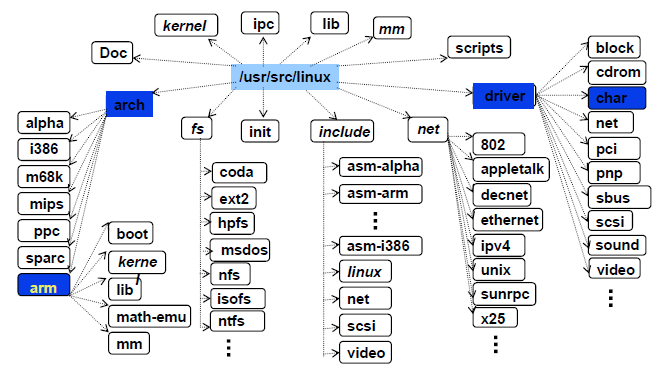 kernel
ipc
lib
mm
Doc
scripts
/usr/src/linux
arch
driver
fs
init
include
net
alpha
i386
m68k
mips
ppc
sparc
arm
boot
kerne
l
lib
math-emu
mm
coda
ext2
hpfs
msdos
nfs
isofs
ntfs
⋮
asm-alpha
asm-arm
⋮
asm-i386
linux
net
scsi
video
802
appletalk
decnet
ethernet
ipv4
unix
sunrpc
x25
⋮
block
cdrom
char
net
pci
pnp
sbus
scsi
sound
video
⋮